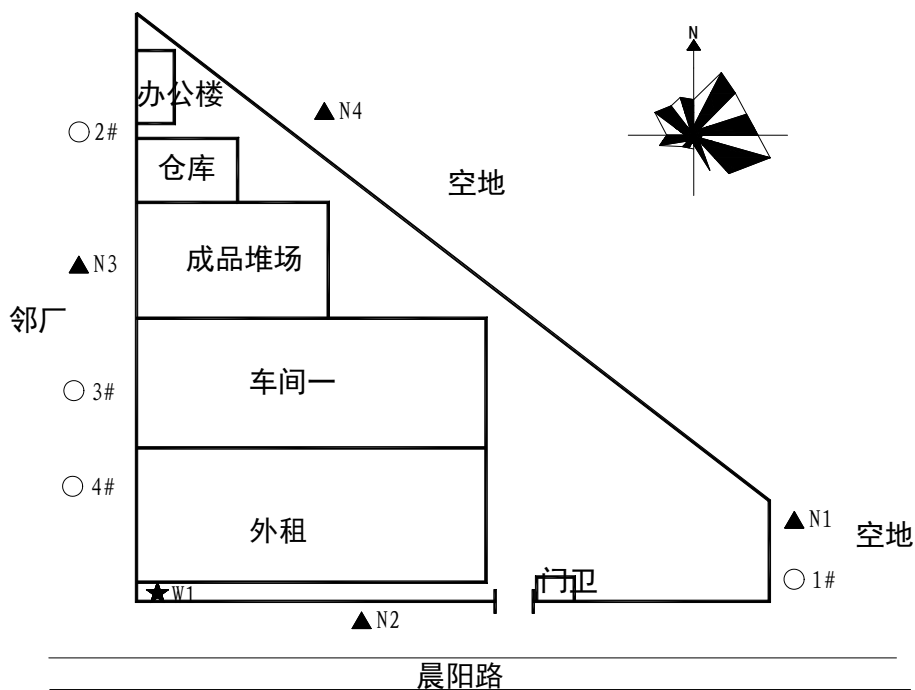 N
办公楼
▲N4
○2#
仓库
空地
成品堆场
▲N3
邻厂
车间一
○3#
○4#
外租
▲N1
空地
○1#
门卫
★W1
▲N2
晨阳路